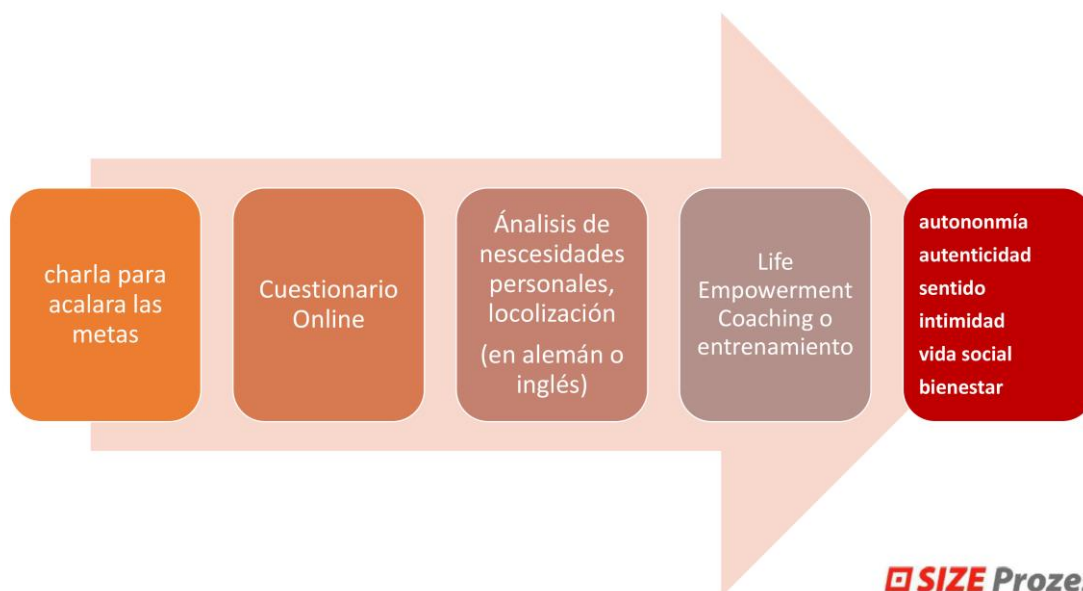 charla para
acalara las
metas
Cuestionario
Online
Ánalisis de
nescesidades
personales,
locolización
(en alemán o
inglés)
Life
Empowerment
Coaching o
entrenamiento
autononmía
autenticidad
sentido
intimidad
vida social
bienestar
SIZE Prozes